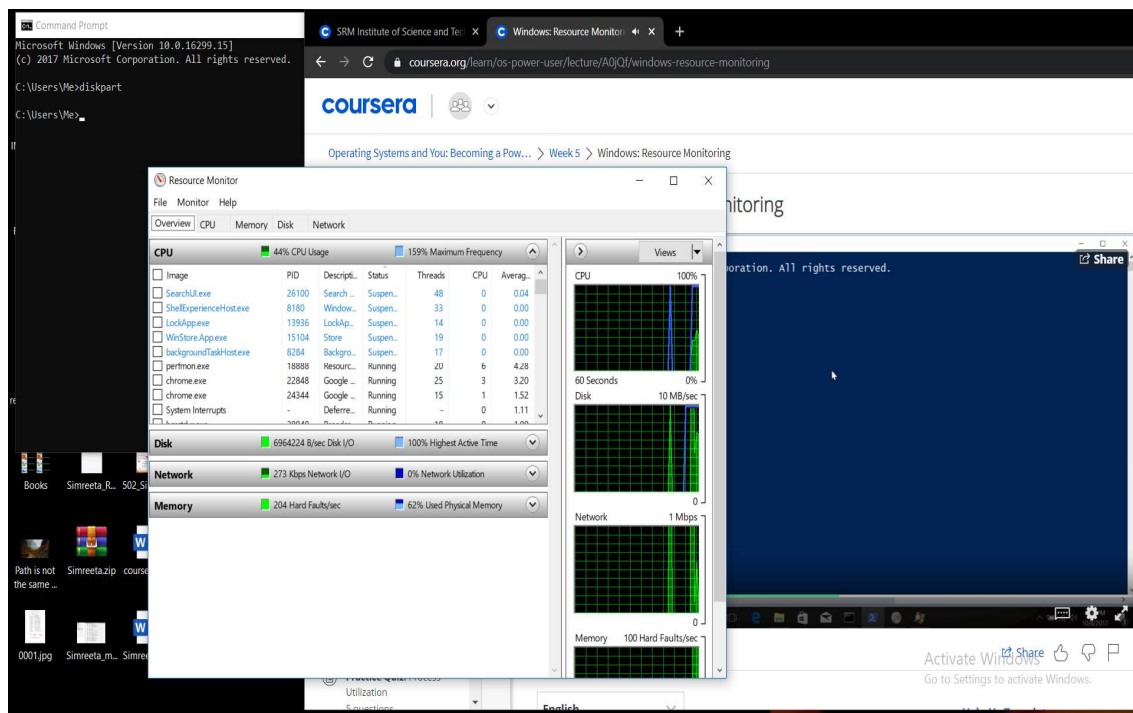 Command Prompt
Microsoft Windows [Version 10.0.16299.15]
(c) 2017 Microsoft Corporation. All rights reserved.
C:\Users\Me>diskpart
C:\Users\Me>
SRM Institute of Science and Tec
Windows: Resource Monitori
coursera.org/learn/os-power-user/lecture/A0jQf/windows-resource-monitoring
coursera
Operating Systems and You: Becoming a Pow... > Week 5 > Windows: Resource Monitoring
nitoring
oration. All rights reserved.
Share
Resource Monitor
File Monitor Help
Overview CPU Memory Disk Network
CPU 44% CPU Usage 159% Maximum Frequency
Image PID Descripti.. Status Threads CPU Averag...
SearchUI.exe 26100 Search ... Suspen... 48 0 0.04
ShellExperienceHost.exe 8180 Window... Suspen... 33 0 0.00
LockApp.exe 13936 LockAp... Suspen... 14 0 0.00
WinStore.App.exe 15104 Store Suspen... 19 0 0.00
backgroundTaskHost.exe 8284 Backgro... Suspen... 17 0 0.00
perfmon.exe 18888 Resourc... Running 20 6 4.28
chrome.exe 22848 Google ... Running 25 3 3.20
chrome.exe 24344 Google ... Running 15 1 1.52
System Interrupts - Deferre... Running - 0 1.11
Disk 6964224 B/sec Disk I/O 100% Highest Active Time
Network 273 Kbps Network I/O 0% Network Utilization
Memory 204 Hard Faults/sec 62% Used Physical Memory
Views
CPU 100%
60 Seconds 0%
Disk 10 MB/sec
0
Network 1 Mbps
0
Memory 100 Hard Faults/sec
Books Simreeta_R... 502_Si
Path is not the same ... Simreeta.zip course
0001.jpg Simreeta_m... Simree
Share
Activate Windows
Go to Settings to activate Windows.
Practice Quiz: Process
Utilization
5 questions
English